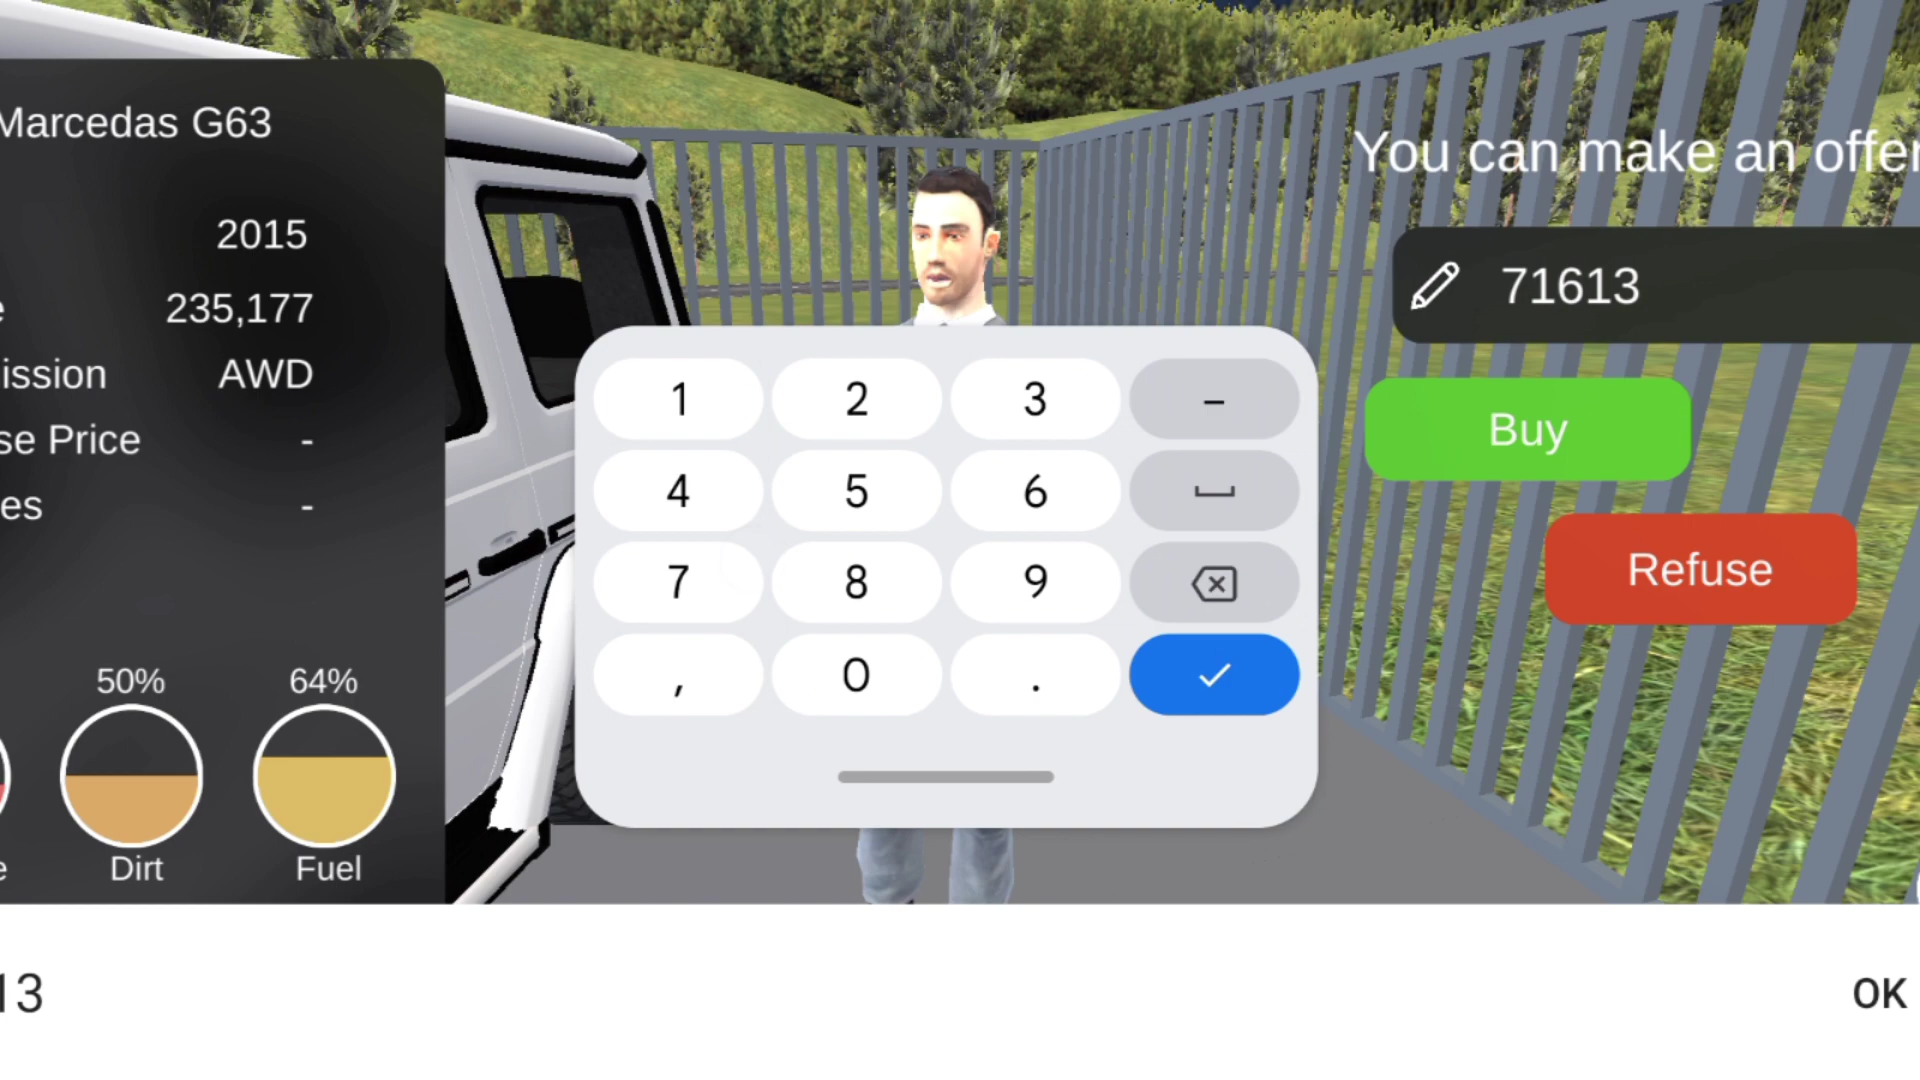 Marcedas G63
2015
e 235,177
ission AWD
se Price -
es -
50% 64%
e Dirt Fuel
1 2 3 –
4 5 6
7 8 9
, 0 .
You can make an offer
71613
Buy
Refuse
13
OK